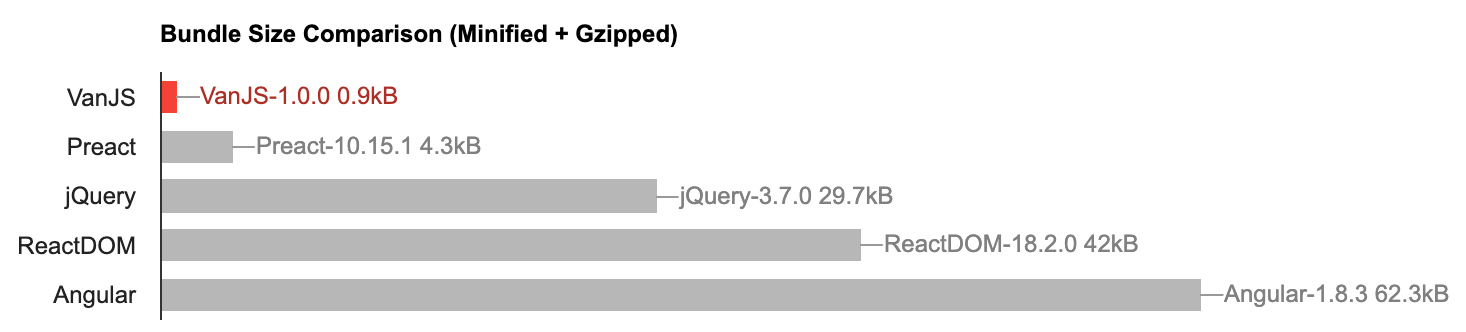 Bundle Size Comparison (Minified + Gzipped)
VanJS VanJS-1.0.0 0.9kB
Preact Preact-10.15.1 4.3kB
jQuery jQuery-3.7.0 29.7kB
ReactDOM ReactDOM-18.2.0 42kB
Angular Angular-1.8.3 62.3kB